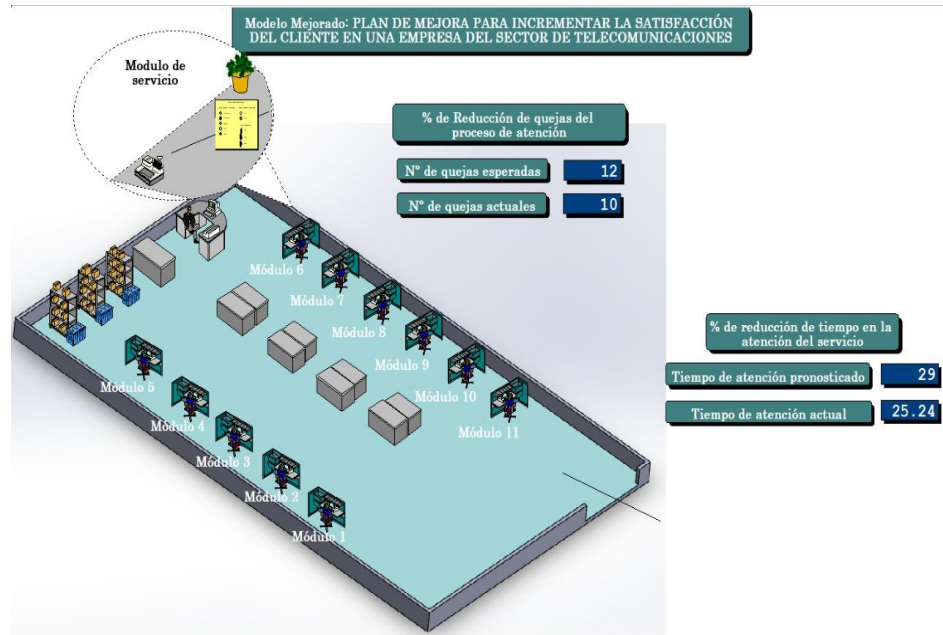 Modelo Mejorado: PLAN DE MEJORA PARA INCREMENTAR LA SATISFACCIÓN
DEL CLIENTE EN UNA EMPRESA DEL SECTOR DE TELECOMUNICACIONES
Modulo de
servicio
% de Reducción de quejas del
proceso de atención
N° de quejas esperadas
12
N° de quejas actuales
10
Módulo 6
Módulo 7
Módulo 8
Módulo 9
Módulo 10
Módulo 11
Módulo 5
Módulo 4
Módulo 3
Módulo 2
Módulo 1
% de reducción de tiempo en la
atención del servicio
Tiempo de atención pronosticado
29
Tiempo de atención actual
25.24